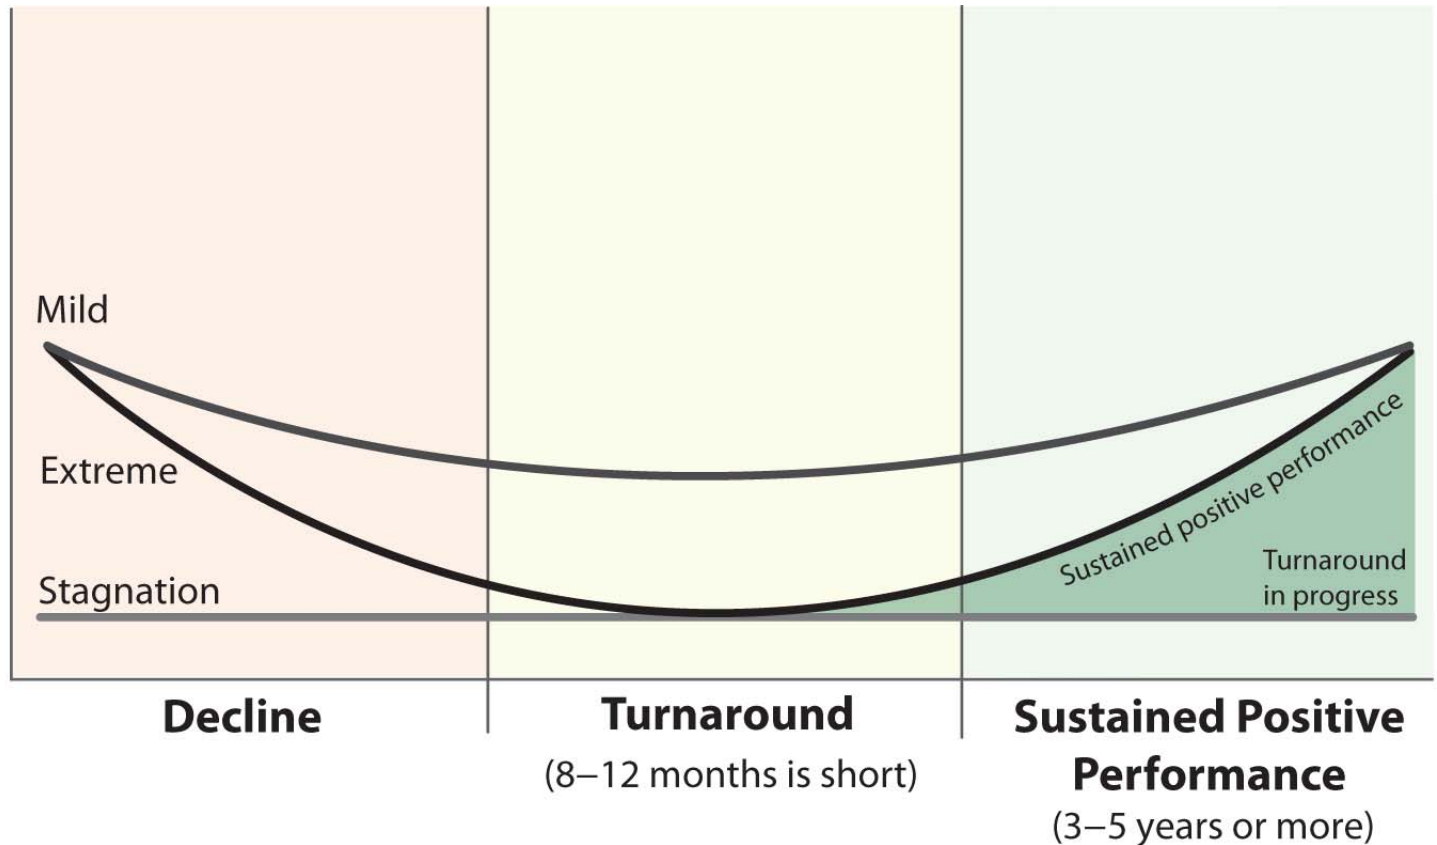 Mild
Extreme
Stagnation
Sustained positive performance
Turnaround
in progress
Decline
Turnaround
(8–12 months is short)
Sustained Positive
Performance
(3–5 years or more)